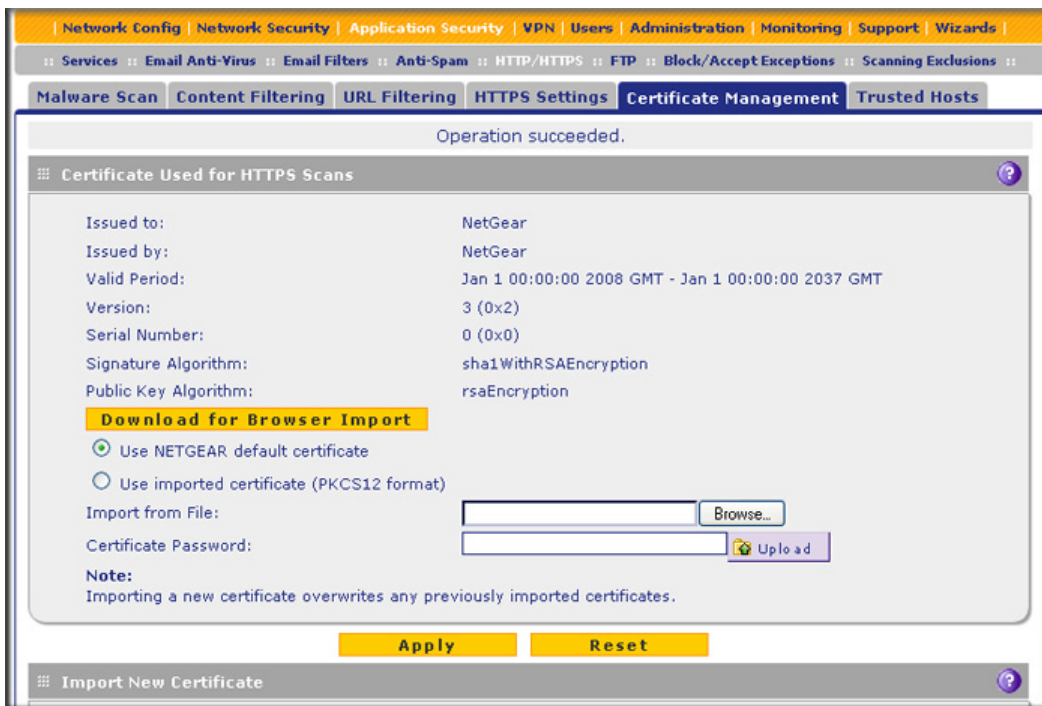 | Network Config | Network Security | Application Security | VPN | Users | Administration | Monitoring | Support | Wizards |
:: Services :: Email Anti-Virus :: Email Filters :: Anti-Spam :: HTTP/HTTPS :: FTP :: Block/Accept Exceptions :: Scanning Exclusions ::
Malware Scan Content Filtering URL Filtering HTTPS Settings Certificate Management Trusted Hosts
Operation succeeded.
Certificate Used for HTTPS Scans ?
Issued to: NetGear
Issued by: NetGear
Valid Period: Jan 1 00:00:00 2008 GMT - Jan 1 00:00:00 2037 GMT
Version: 3 (0x2)
Serial Number: 0 (0x0)
Signature Algorithm: sha1WithRSAEncryption
Public Key Algorithm: rsaEncryption
Download for Browser Import
Use NETGEAR default certificate
Use imported certificate (PKCS12 format)
Import from File: Browse...
Certificate Password: Upload
Note:
Importing a new certificate overwrites any previously imported certificates.
Apply Reset
Import New Certificate ?